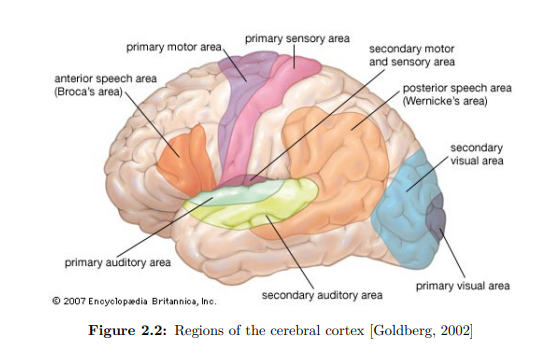 primary sensory area
primary motor area
secondary motor
and sensory area
anterior speech area
(Broca's area)
posterior speech area
(Wernicke's area)
secondary
visual area
primary auditory area
secondary auditory area
primary visual area
© 2007 Encyclopædia Britannica, Inc.
Figure 2.2: Regions of the cerebral cortex [Goldberg, 2002]